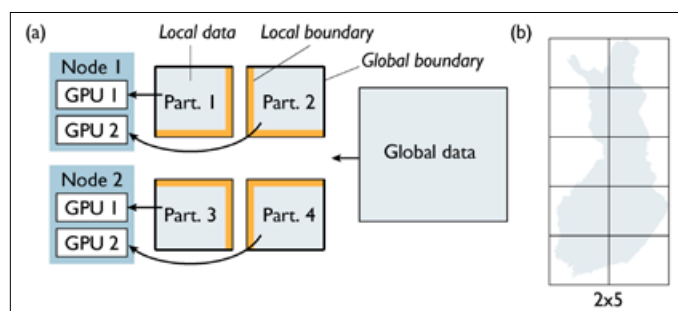 (a)
Local data
Local boundary
Global boundary
(b)
Node 1
GPU 1
GPU 2
Part. 1
Part. 2
Global data
Node 2
GPU 1
GPU 2
Part. 3
Part. 4
2x5